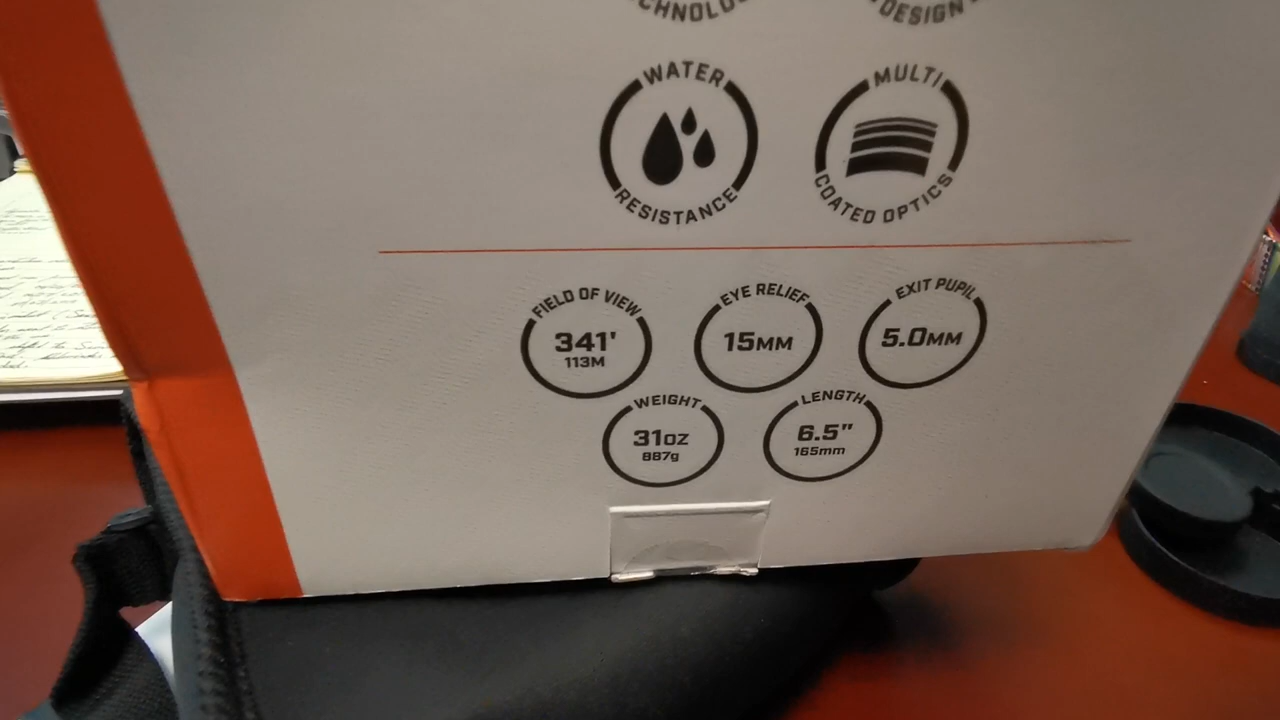 WATER
RESISTANCE
MULTI
COATED OPTICS
FIELD OF VIEW
341'
113M
EYE RELIEF
15MM
EXIT PUPIL
5.0MM
WEIGHT
31OZ
887g
LENGTH
6.5"
165mm